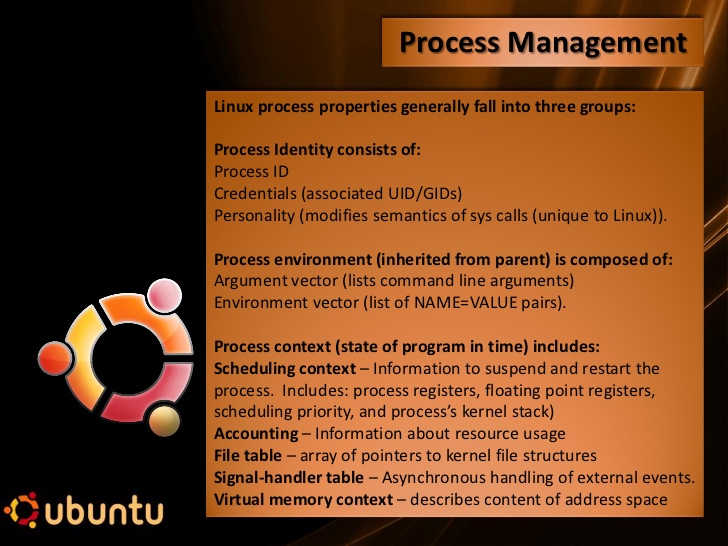 Process Management
Linux process properties generally fall into three groups:
Process Identity consists of:
Process ID
Credentials (associated UID/GIDs)
Personality (modifies semantics of sys calls (unique to Linux)).
Process environment (inherited from parent) is composed of:
Argument vector (lists command line arguments)
Environment vector (list of NAME=VALUE pairs).
Process context (state of program in time) includes:
Scheduling context – Information to suspend and restart the
process.  Includes: process registers, floating point registers,
scheduling priority, and process’s kernel stack)
Accounting – Information about resource usage
File table – array of pointers to kernel file structures
Signal-handler table – Asynchronous handling of external events.
Virtual memory context – describes content of address space
ubuntu